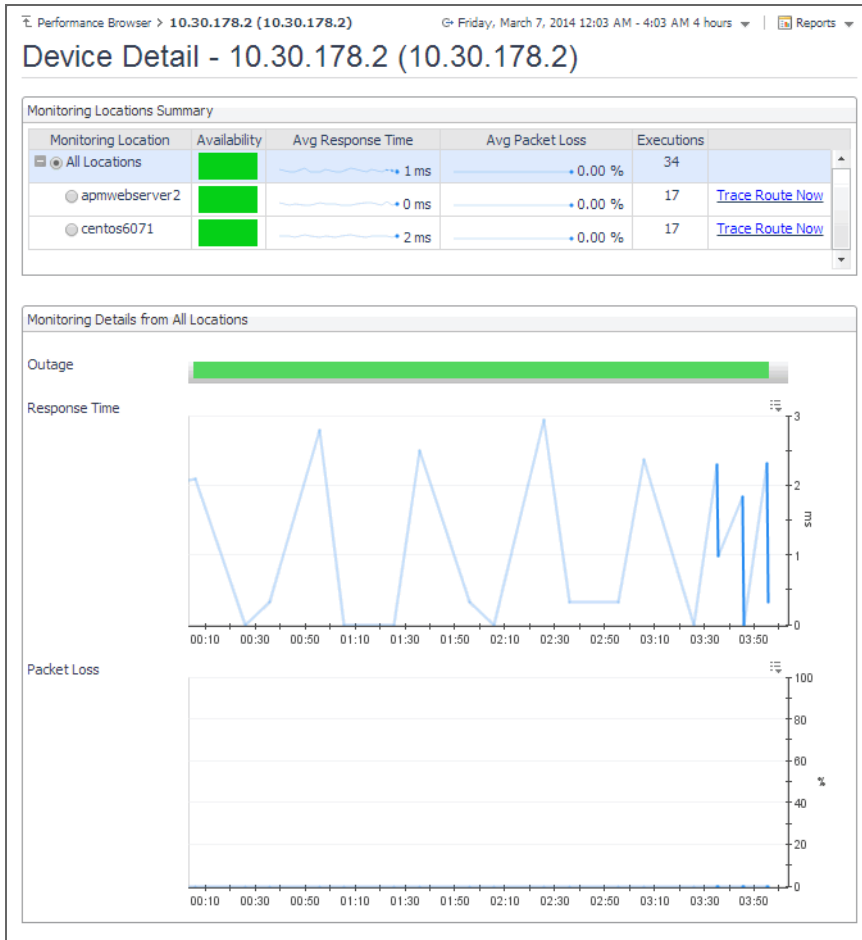 Performance Browser > 10.30.178.2 (10.30.178.2)
Friday, March 7, 2014 12:03 AM - 4:03 AM 4 hours
Reports
Device Detail - 10.30.178.2 (10.30.178.2)
Monitoring Locations Summary
Monitoring Location Availability Avg Response Time Avg Packet Loss Executions
All Locations 1 ms 0.00 % 34
apmwebserver2 0 ms 0.00 % 17 Trace Route Now
centos6071 2 ms 0.00 % 17 Trace Route Now
Monitoring Details from All Locations
Outage
Response Time
3
2
ms
1
0
00:10 00:30 00:50 01:10 01:30 01:50 02:10 02:30 02:50 03:10 03:30 03:50
Packet Loss
100
80
60
%
40
20
0
00:10 00:30 00:50 01:10 01:30 01:50 02:10 02:30 02:50 03:10 03:30 03:50